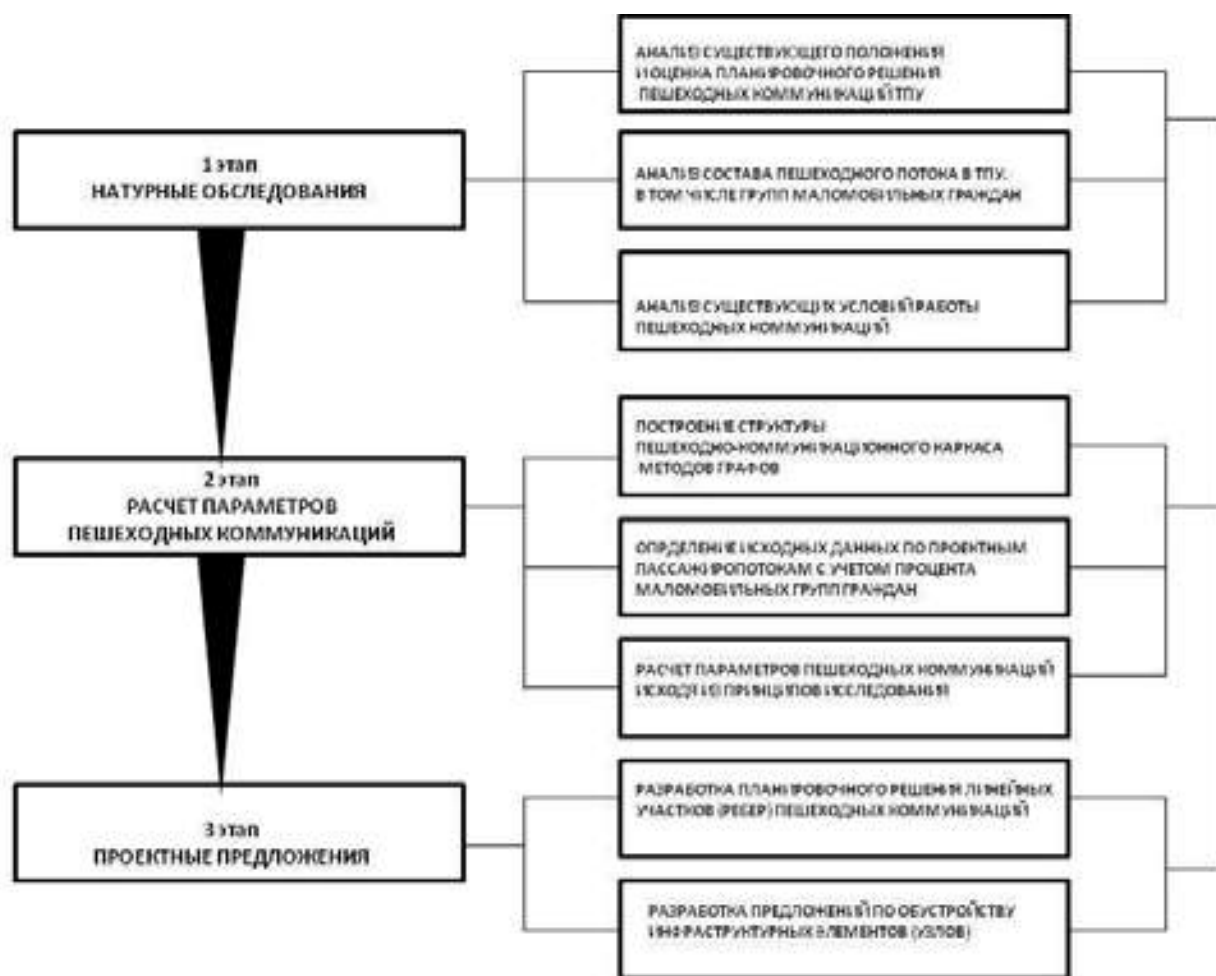 1 этап
НАТУРНЫЕ ОБСЛЕДОВАНИЯ
АНАЛИЗ СУЩЕСТВУЮЩЕГО ПОЛОЖЕНИЯ
И ОЦЕНКА ПЛАНИРОВОЧНОГО РЕШЕНИЯ
ПЕШЕХОДНЫХ КОММУНИКАЦИЙ ТПУ
АНАЛИЗ СОСТАВА ПЕШЕХОДНОГО ПОТОКА В ТПУ.
В ТОМ ЧИСЛЕ ГРУПП МАЛОМОБИЛЬНЫХ ГРАЖДАН
АНАЛИЗ СУЩЕСТВУЮЩИХ УСЛОВИЙ РАБОТЫ
ПЕШЕХОДНЫХ КОММУНИКАЦИЙ
2 этап
РАСЧЕТ ПАРАМЕТРОВ
ПЕШЕХОДНЫХ КОММУНИКАЦИЙ
ПОСТРОЕНИЕ СТРУКТУРЫ
ПЕШЕХОДНО-КОММУНИКАЦИОННОГО КАРКАСА
МЕТОДОВ ГРАФОВ
ОПРДЕЛЕНИЕ ИСХОДНЫХ ДАННЫХ ПО ПРОЕКТНЫМ
ПАССАЖИРОПОТОКАМ С УЧЕТОМ ПРОЦЕНТА
МАЛОМОБИЛЬНЫХ ГРУПП ГРАЖДАН
РАСЧЕТ ПАРАМЕТРОВ ПЕШЕХОДНЫХ КОММУНИКАЦИЙ
ИСХОДЯ ИЗ ПРИНЦИПОВ ИССЛЕДОВАНИЯ
3 этап
ПРОЕКТНЫЕ ПРЕДЛОЖЕНИЯ
РАЗРАБОТКА ПЛАНИРОВОЧНОГО РЕШЕНИЯ ЛИНЕЙНЫХ
УЧАСТКОВ (РЕБЕР) ПЕШЕХОДНЫХ КОММУНИКАЦИЙ
РАЗРАБОТКА ПРЕДЛОЖЕНИЙ ПО ОБУСТРОЙСТВУ
ИНФРАСТРУКТУРНЫХ ЭЛЕМЕНТОВ (УЗЛОВ)